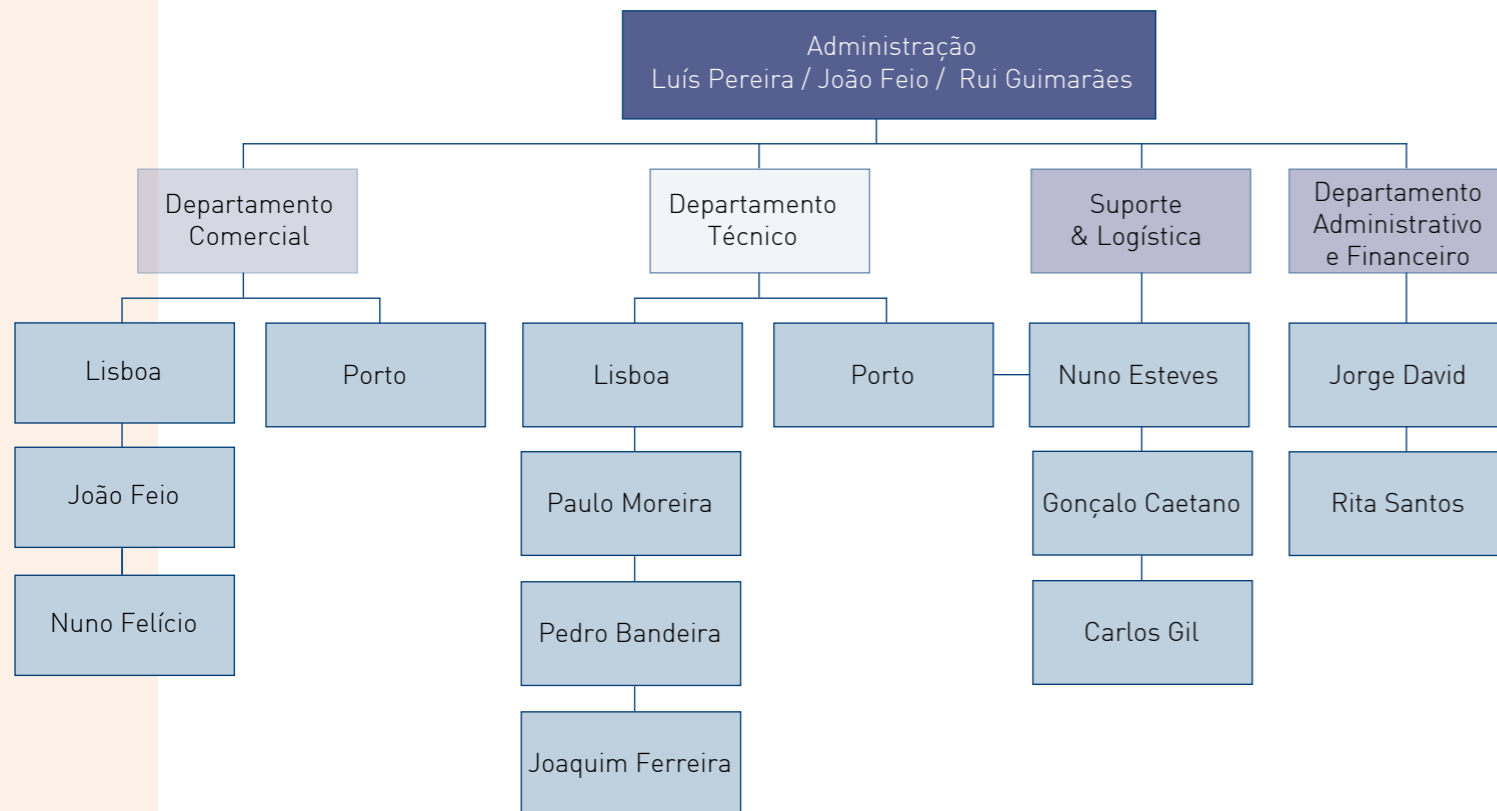 Administração
Luís Pereira / João Feio / Rui Guimarães
Departamento
Comercial
Departamento
Técnico
Suporte
& Logística
Departamento
Administrativo
e Financeiro
Lisboa
Porto
Lisboa
Porto
Nuno Esteves
Jorge David
João Feio
Paulo Moreira
Gonçalo Caetano
Rita Santos
Nuno Felício
Pedro Bandeira
Carlos Gil
Joaquim Ferreira